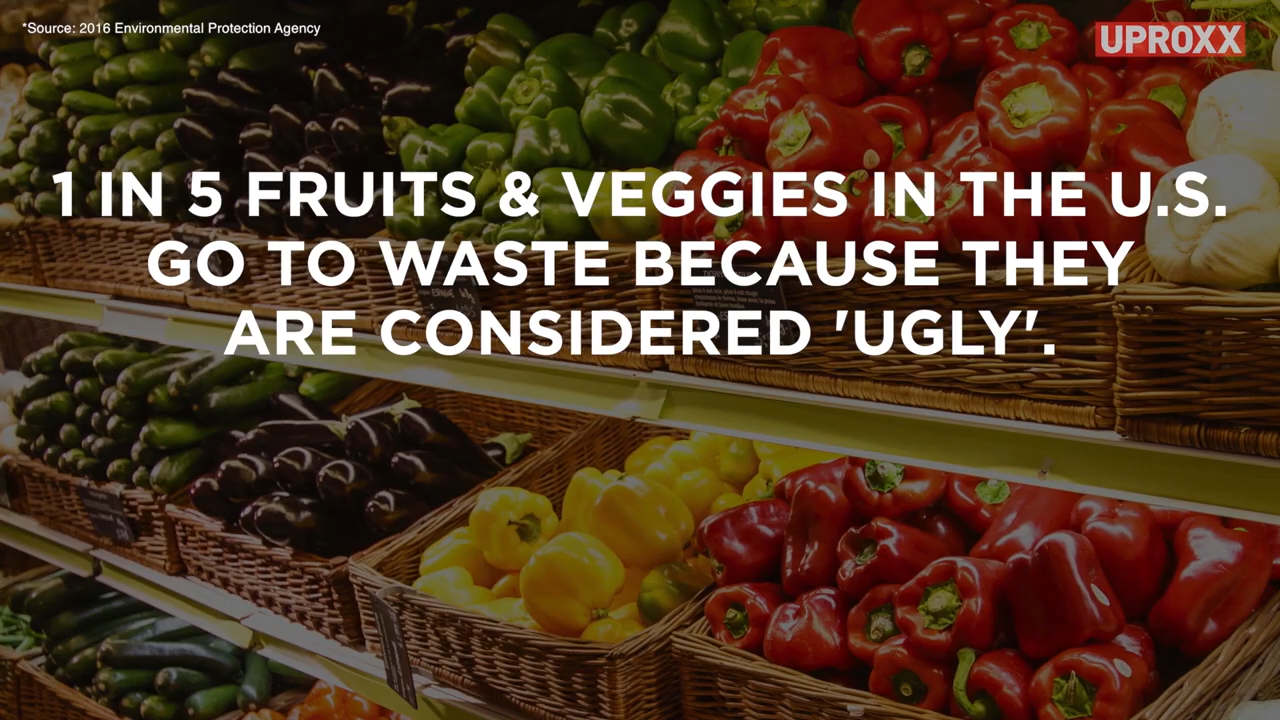 *Source: 2016 Environmental Protection Agency
UPROXX
1 IN 5 FRUITS & VEGGIES IN THE U.S.
GO TO WASTE BECAUSE THEY
ARE CONSIDERED 'UGLY'.